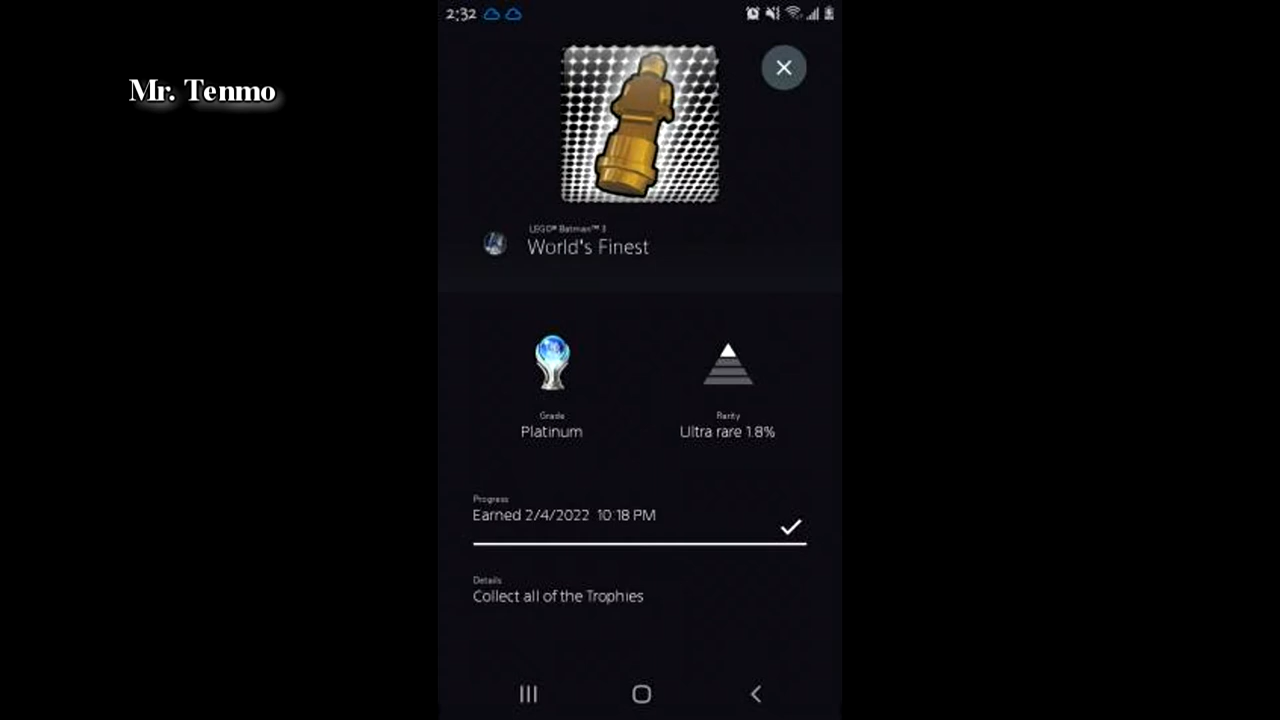 2:32
Mr. Tenmo
LEGO® Batman™ 3
World's Finest
Grade
Platinum
Rarity
Ultra rare 1.8%
Progress
Earned 2/4/2022 10:18 PM
Details
Collect all of the Trophies